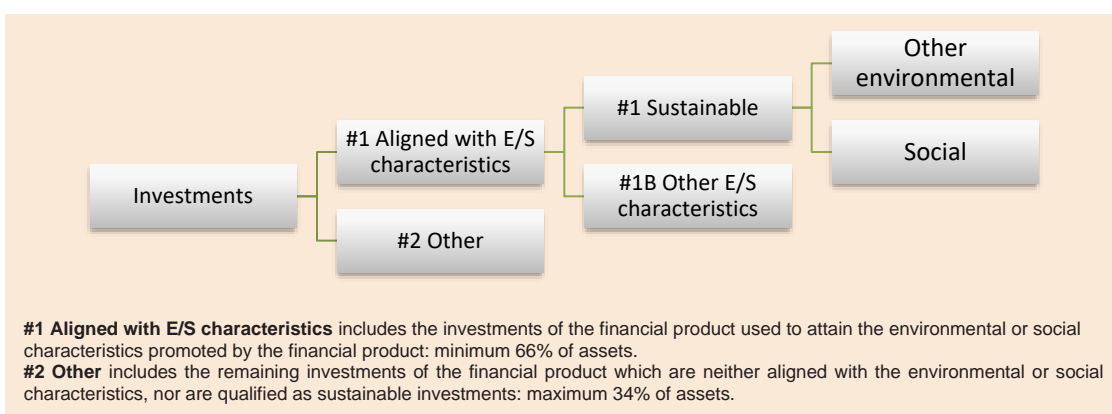 Other
environmental
#1 Sustainable
#1 Aligned with E/S
characteristics
Social
Investments
#1B Other E/S
characteristics
#2 Other
#1 Aligned with E/S characteristics includes the investments of the financial product used to attain the environmental or social
characteristics promoted by the financial product: minimum 66% of assets.
#2 Other includes the remaining investments of the financial product which are neither aligned with the environmental or social
characteristics, nor are qualified as sustainable investments: maximum 34% of assets.